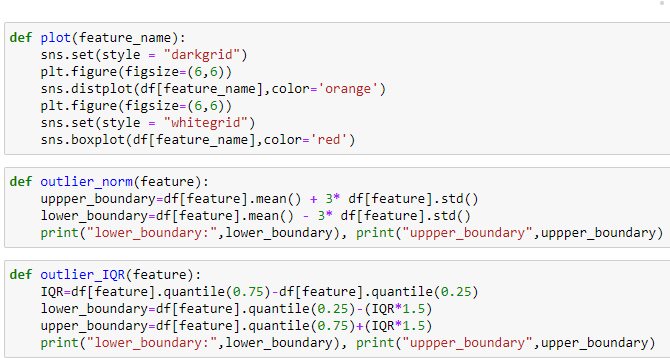 def plot(feature_name):
    sns.set(style = "darkgrid")
    plt.figure(figsize=(6,6))
    sns.distplot(df[feature_name],color='orange')
    plt.figure(figsize=(6,6))
    sns.set(style = "whitegrid")
    sns.boxplot(df[feature_name],color='red')
def outlier_norm(feature):
    uppper_boundary=df[feature].mean() + 3* df[feature].std()
    lower_boundary=df[feature].mean() - 3* df[feature].std()
    print("lower_boundary:",lower_boundary), print("uppper_boundary",uppper_boundary)
def outlier_IQR(feature):
    IQR=df[feature].quantile(0.75)-df[feature].quantile(0.25)
    lower_boundary=df[feature].quantile(0.25)-(IQR*1.5)
    upper_boundary=df[feature].quantile(0.75)+(IQR*1.5)
    print("lower_boundary:",lower_boundary), print("uppper_boundary",upper_boundary)